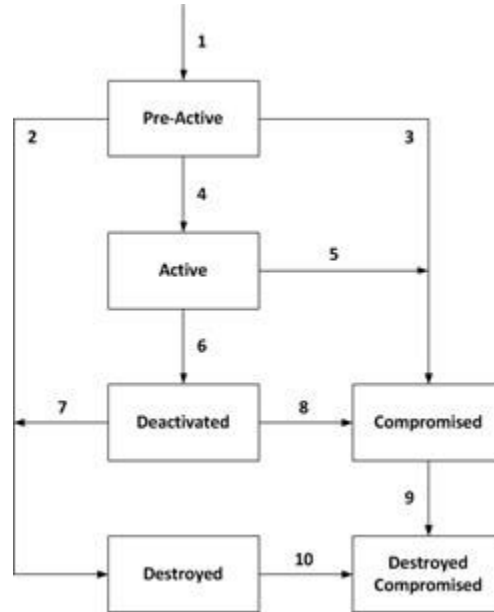 1
Pre-Active
2
3
4
Active
5
6
7
Deactivated
8
Compromised
9
Destroyed
10
Destroyed
Compromised